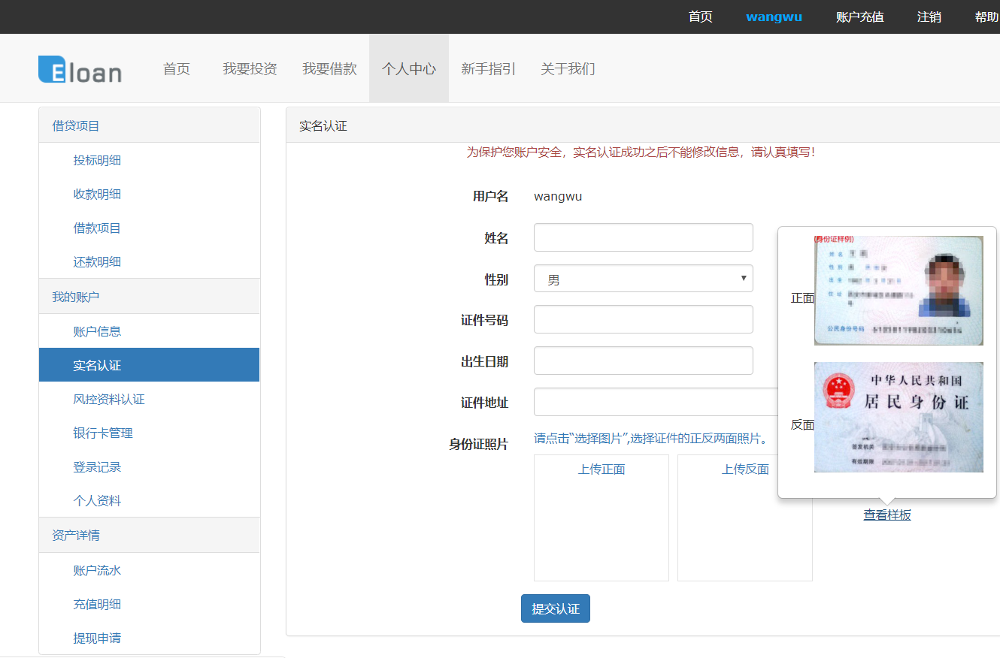 首页 wangwu 账户充值 注销 帮助
Eloan 首页 我要投资 我要借款 个人中心 新手指引 关于我们
借贷项目
投标明细
收款明细
借款项目
还款明细
我的账户
账户信息
实名认证
风控资料认证
银行卡管理
登录记录
个人资料
资产详情
账户流水
充值明细
提现申请
实名认证
为保护您账户安全，实名认证成功之后不能修改信息，请认真填写！
用户名 wangwu
姓名
性别 男
证件号码
出生日期
证件地址
身份证照片 请点击“选择图片”,选择证件的正反两面照片。
上传正面 上传反面
正面
(身份证样例)
姓名
性别
出生
住址
公民身份号码
反面
中华人民共和国
居民身份证
签发机关
有效期限
查看样板
提交认证